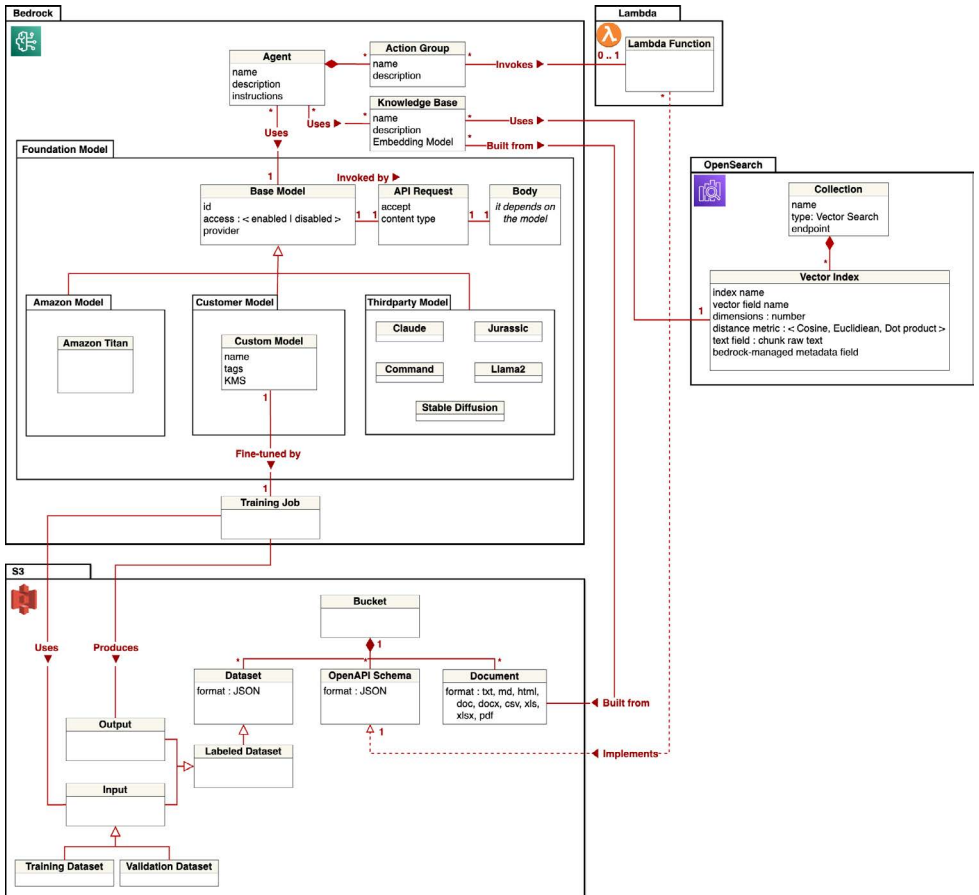 Bedrock
Lambda
Agent
name
description
instructions
*
Action Group
name
description
*
Invokes
0 .. 1
Lambda Function
*
*
*
Uses
Uses
*
Knowledge Base
name
description
Embedding Model
*
Uses
*
Built from
Foundation Model
1
Base Model
id
access : < enabled | disabled >
provider
Invoked by
1
1
API Request
accept
content type
1
1
Body
it depends on
the model
OpenSearch
Collection
name
type: Vector Search
endpoint
*
1
Vector Index
index name
vector field name
dimensions : number
distance metric : < Cosine, Euclidiean, Dot product >
text field : chunk raw text
bedrock-managed metadata field
Amazon Model
Amazon Titan
Customer Model
Custom Model
name
tags
KMS
1
Fine-tuned by
1
Thirdparty Model
Claude
Jurassic
Command
Llama2
Stable Diffusion
Training Job
S3
Uses
Produces
Bucket
1
*
*
*
Dataset
format : JSON
OpenAPI Schema
format : JSON
1
Document
format : txt, md, html,
doc, docx, csv, xls,
xlsx, pdf
Built from
Implements
Output
Labeled Dataset
Input
Training Dataset
Validation Dataset